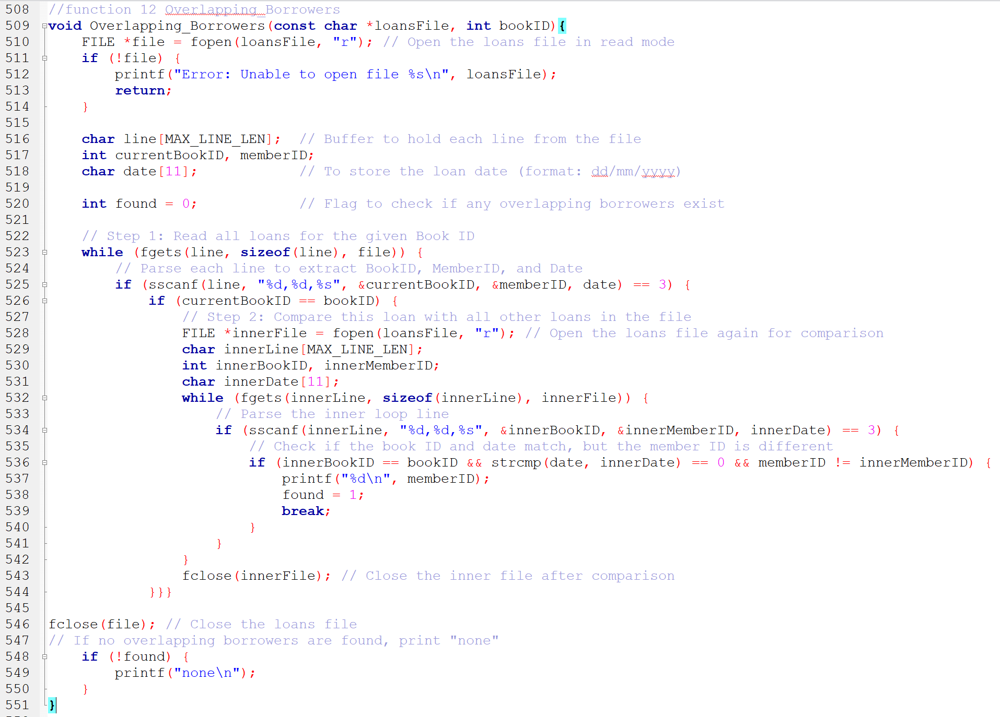 508 //function 12 Overlapping_Borrowers
509 void Overlapping_Borrowers(const char *loansFile, int bookID){
510     FILE *file = fopen(loansFile, "r"); // Open the loans file in read mode
511     if (!file) {
512         printf("Error: Unable to open file %s\n", loansFile);
513         return;
514     }
515
516     char line[MAX_LINE_LEN];  // Buffer to hold each line from the file
517     int currentBookID, memberID;
518     char date[11];            // To store the loan date (format: dd/mm/yyyy)
519
520     int found = 0;            // Flag to check if any overlapping borrowers exist
521
522     // Step 1: Read all loans for the given Book ID
523     while (fgets(line, sizeof(line), file)) {
524         // Parse each line to extract BookID, MemberID, and Date
525         if (sscanf(line, "%d,%d,%s", &currentBookID, &memberID, date) == 3) {
526             if (currentBookID == bookID) {
527                 // Step 2: Compare this loan with all other loans in the file
528                 FILE *innerFile = fopen(loansFile, "r"); // Open the loans file again for comparison
529                 char innerLine[MAX_LINE_LEN];
530                 int innerBookID, innerMemberID;
531                 char innerDate[11];
532                 while (fgets(innerLine, sizeof(innerLine), innerFile)) {
533                     // Parse the inner loop line
534                     if (sscanf(innerLine, "%d,%d,%s", &innerBookID, &innerMemberID, innerDate) == 3) {
535                         // Check if the book ID and date match, but the member ID is different
536                         if (innerBookID == bookID && strcmp(date, innerDate) == 0 && memberID != innerMemberID) {
537                             printf("%d\n", memberID);
538                             found = 1;
539                             break;
540                         }
541                     }
542                 }
543                 fclose(innerFile); // Close the inner file after comparison
544             }}}
545
546 fclose(file); // Close the loans file
547 // If no overlapping borrowers are found, print "none"
548     if (!found) {
549         printf("none\n");
550     }
551 }